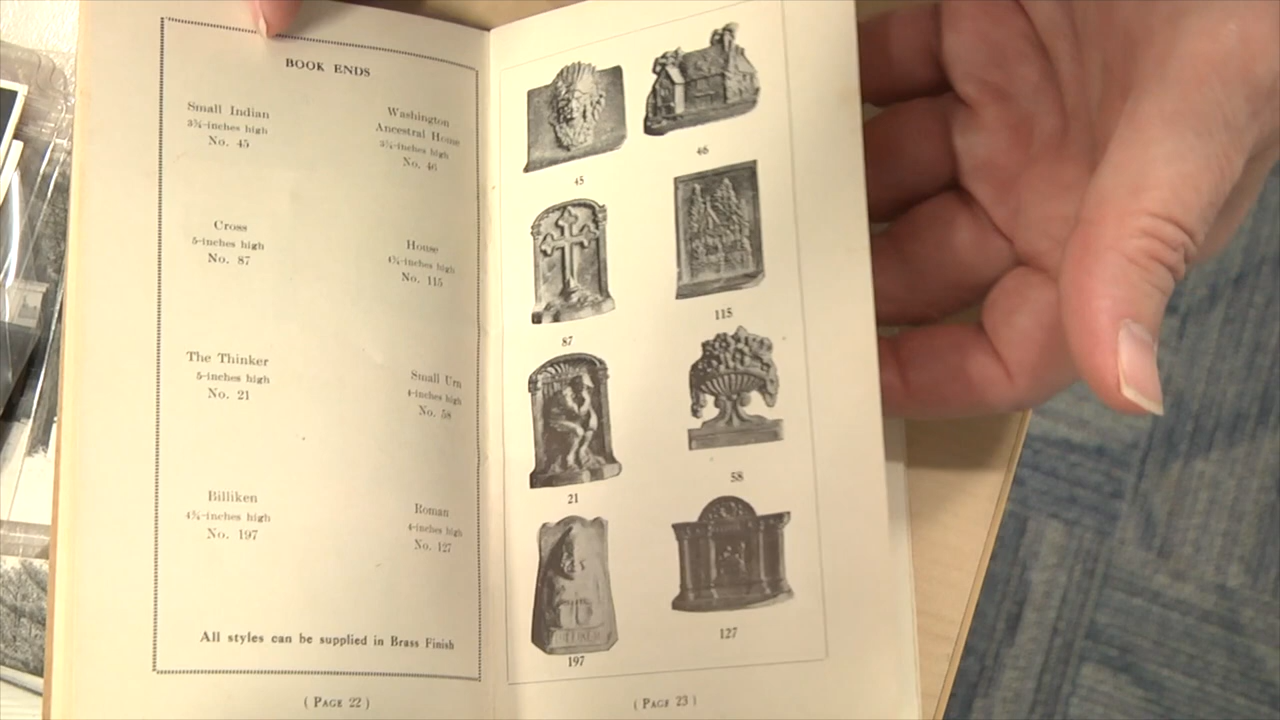 BOOK ENDS
Small Indian
3¾-inches high
No. 45
Washington
Ancestral Home
3¼-inches high
No. 46
Cross
5-inches high
No. 87
House
4¼-inches high
No. 115
The Thinker
5-inches high
No. 21
Small Urn
4-inches high
No. 58
Billiken
4¾-inches high
No. 197
Roman
4-inches high
No. 127
All styles can be supplied in Brass Finish
( PAGE 22 )
45
46
87
115
21
58
197
127
( PAGE 23 )